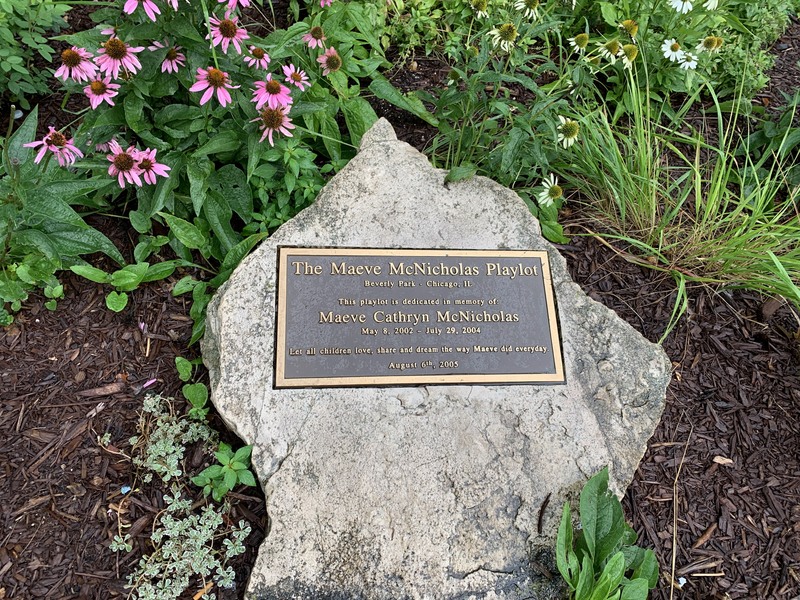 The Maeve McNicholas Playlot
Beverly Park - Chicago, IL
This playlot is dedicated in memory of:
Maeve Cathryn McNicholas
May 8, 2002 - July 29, 2004
Let all children love, share and dream the way Maeve did everyday.
August 6th, 2005